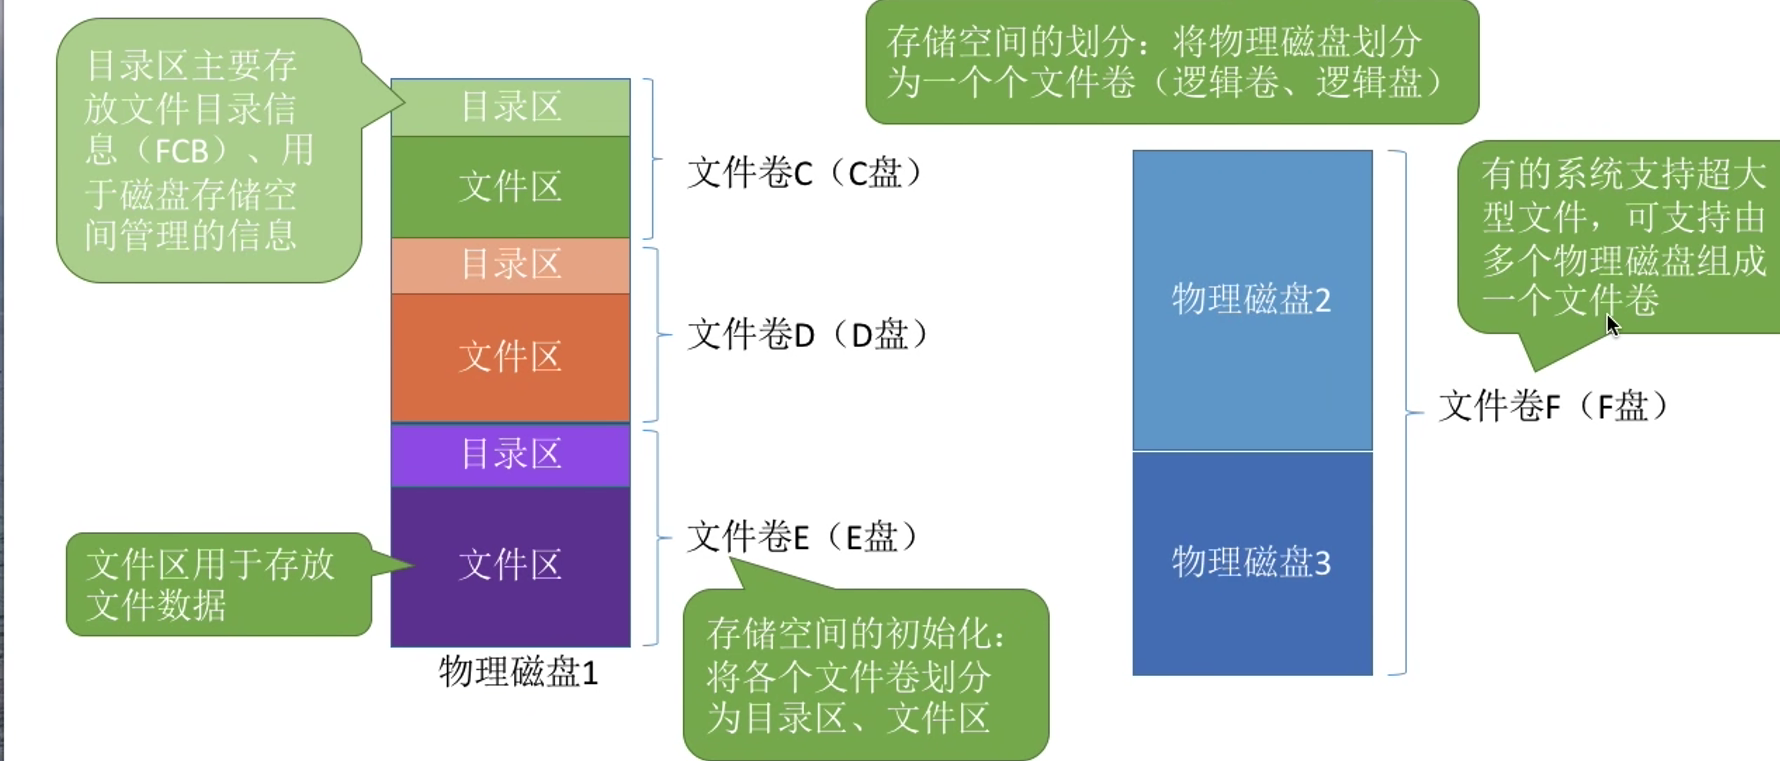 目录区主要存
放文件目录信
息（FCB）、用
于磁盘存储空
间管理的信息
文件区用于存放
文件数据
目录区
文件区
目录区
文件区
目录区
文件区
物理磁盘1
文件卷C（C盘）
文件卷D（D盘）
文件卷E（E盘）
存储空间的初始化：
将各个文件卷划分
为目录区、文件区
存储空间的划分：将物理磁盘划分
为一个个文件卷（逻辑卷、逻辑盘）
物理磁盘2
物理磁盘3
有的系统支持超大
型文件，可支持由
多个物理磁盘组成
一个文件卷
文件卷F（F盘）